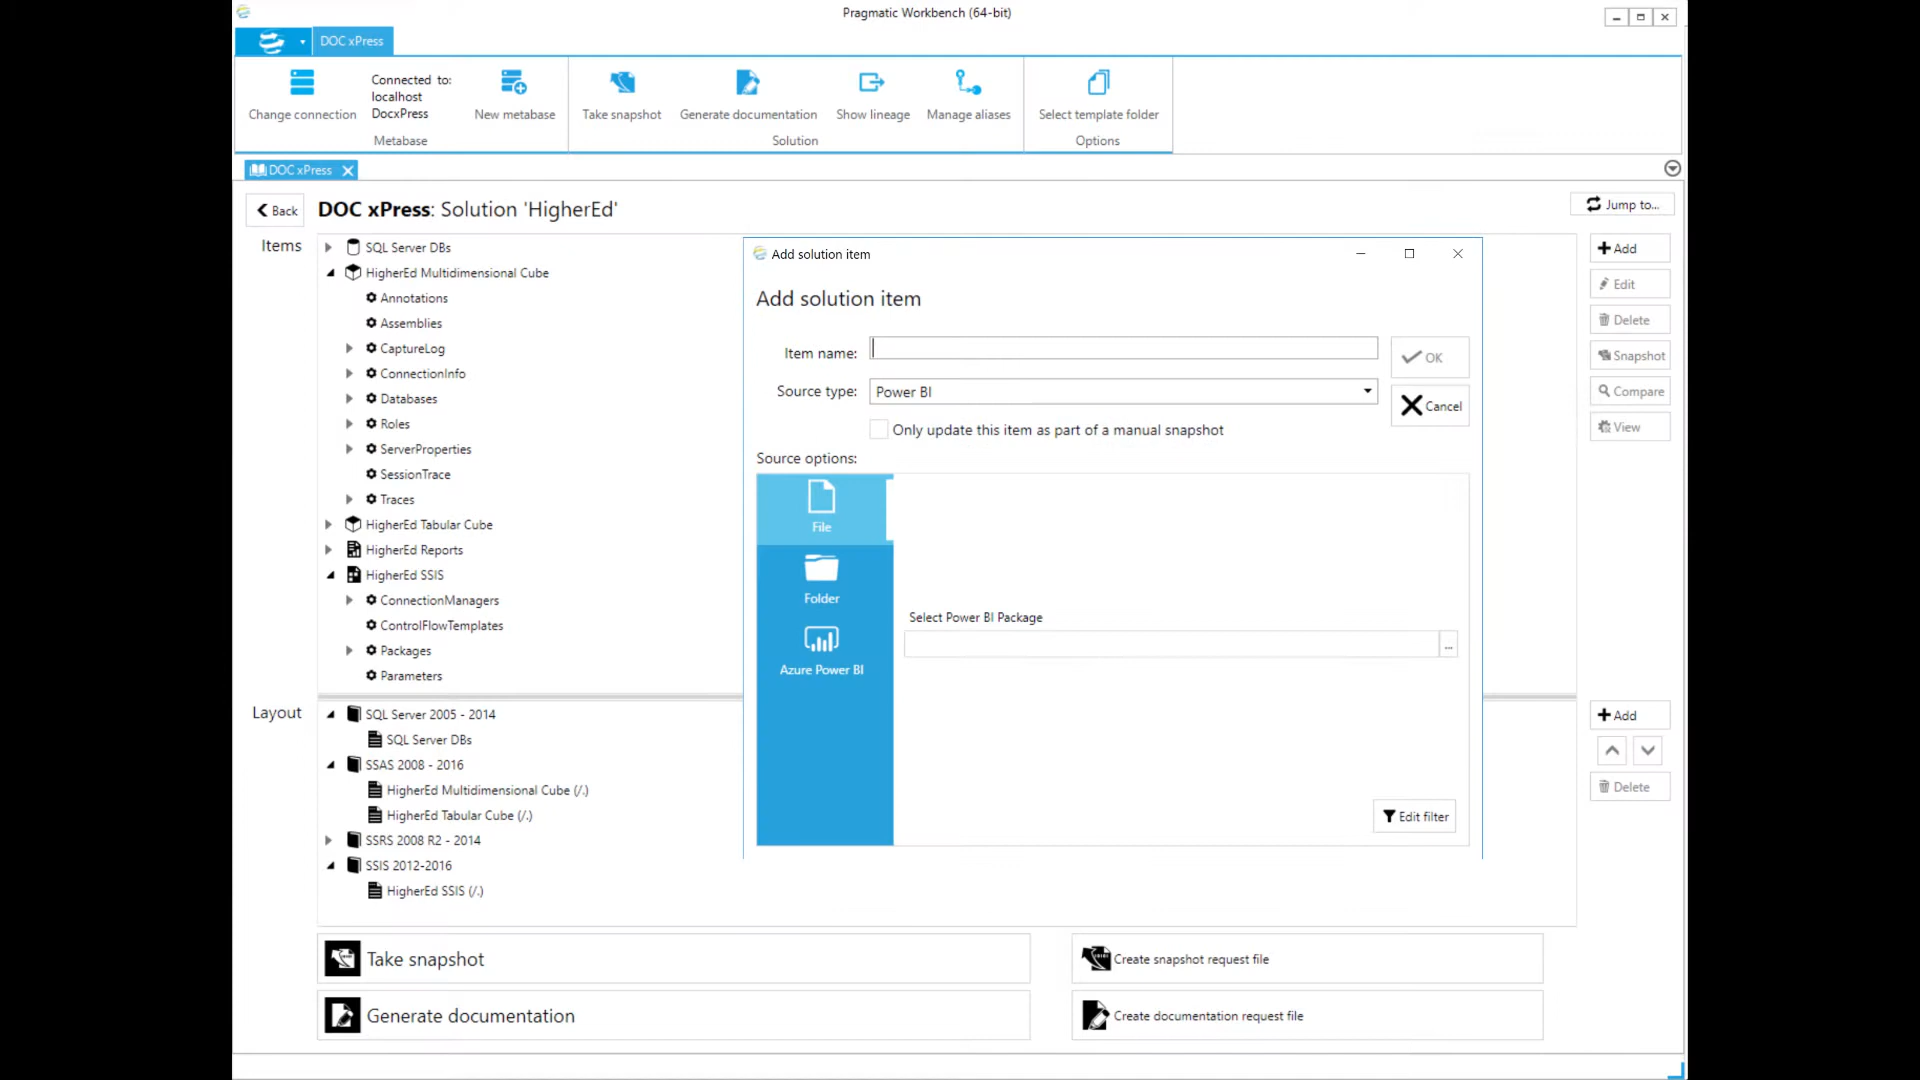 Pragmatic Workbench (64-bit)
DOC xPress
Change connection
Connected to:
localhost
DocxPress
New metabase
Metabase
Take snapshot
Generate documentation
Show lineage
Manage aliases
Solution
Select template folder
Options
DOC xPress
Back
DOC xPress: Solution 'HigherEd'
Jump to...
Items
SQL Server DBs
HigherEd Multidimensional Cube
Annotations
Assemblies
CaptureLog
ConnectionInfo
Databases
Roles
ServerProperties
SessionTrace
Traces
HigherEd Tabular Cube
HigherEd Reports
HigherEd SSIS
ConnectionManagers
ControlFlowTemplates
Packages
Parameters
Add solution item
Add solution item
Item name:
OK
Source type:
Power BI
Cancel
Only update this item as part of a manual snapshot
Source options:
File
Folder
Azure Power BI
Select Power BI Package
...
Edit filter
Add
Edit
Delete
Snapshot
Compare
View
Layout
SQL Server 2005 - 2014
SQL Server DBs
SSAS 2008 - 2016
HigherEd Multidimensional Cube (/.)
HigherEd Tabular Cube (/.)
SSRS 2008 R2 - 2014
SSIS 2012-2016
HigherEd SSIS (/.)
Add
Delete
Take snapshot
Create snapshot request file
Generate documentation
Create documentation request file